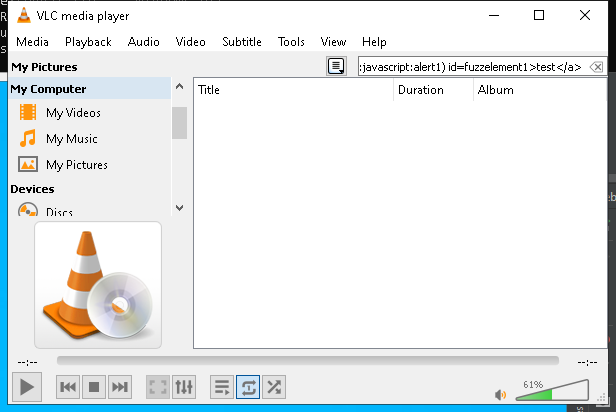 VLC media player
Media Playback Audio Video Subtitle Tools View Help
My Pictures
:javascript:alert1) id=fuzzelement1>test</a>
My Computer
Title Duration Album
My Videos
My Music
My Pictures
Devices
Discs
--:-- --:--
61%